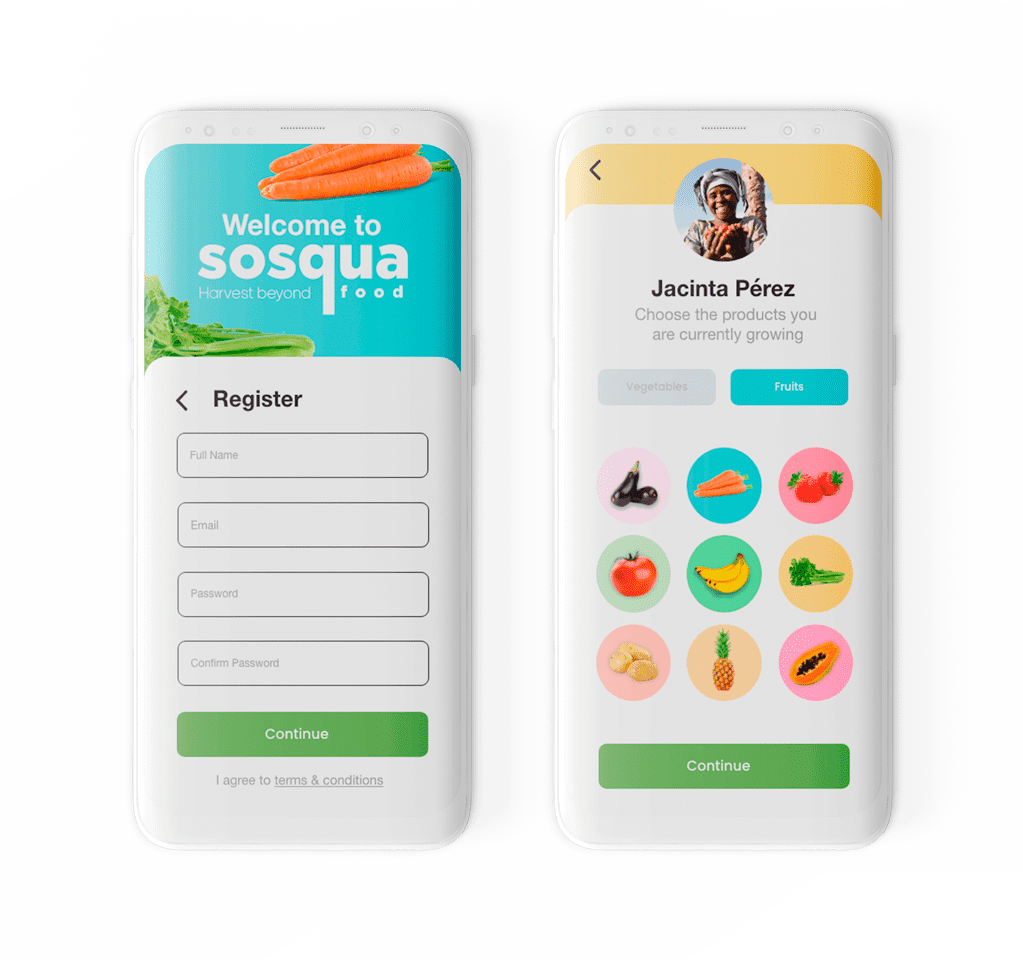 Welcome to
sosqua
Harvest beyond food
Register
Full Name
Email
Password
Confirm Password
Continue
I agree to terms & conditions
Jacinta Pérez
Choose the products you
are currently growing
Vegetables Fruits
Continue